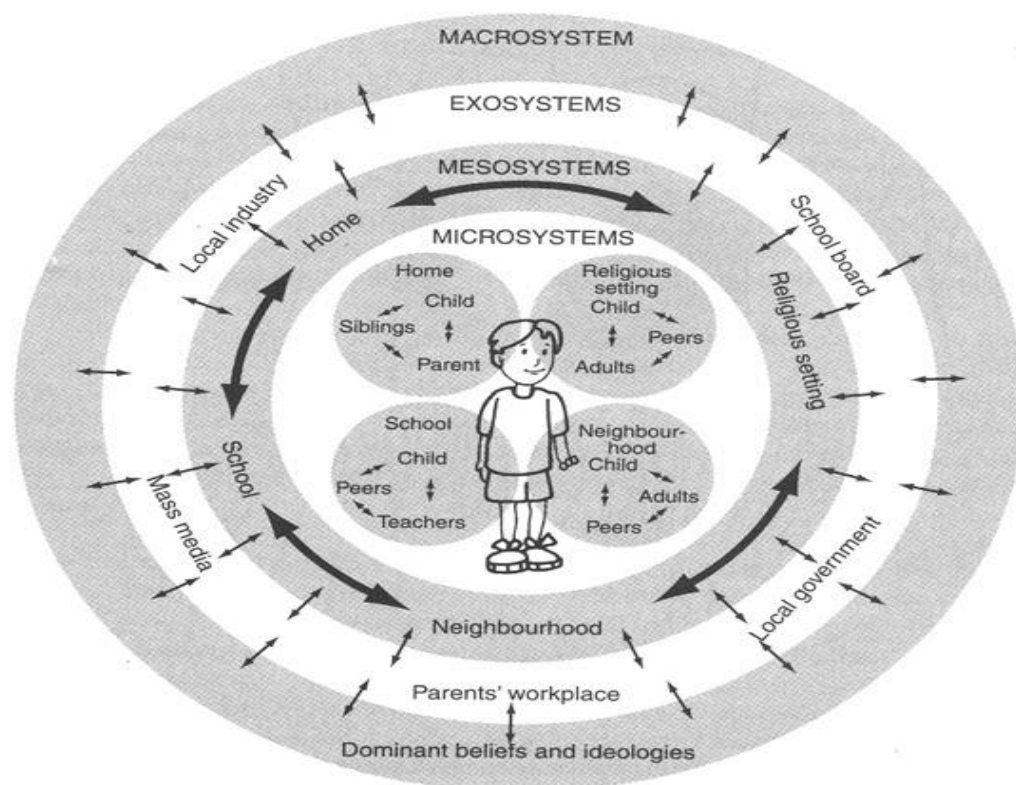 MACROSYSTEM
EXOSYSTEMS
MESOSYSTEMS
Local industry
Home
School board
Religious setting
MICROSYSTEMS
Home
Child
Siblings
Parent
Religious
setting
Child
Peers
Adults
School
Child
Peers
Teachers
Neighbour-
hood
Child
Adults
Peers
School
Mass media
Local government
Neighbourhood
Parents' workplace
Dominant beliefs and ideologies